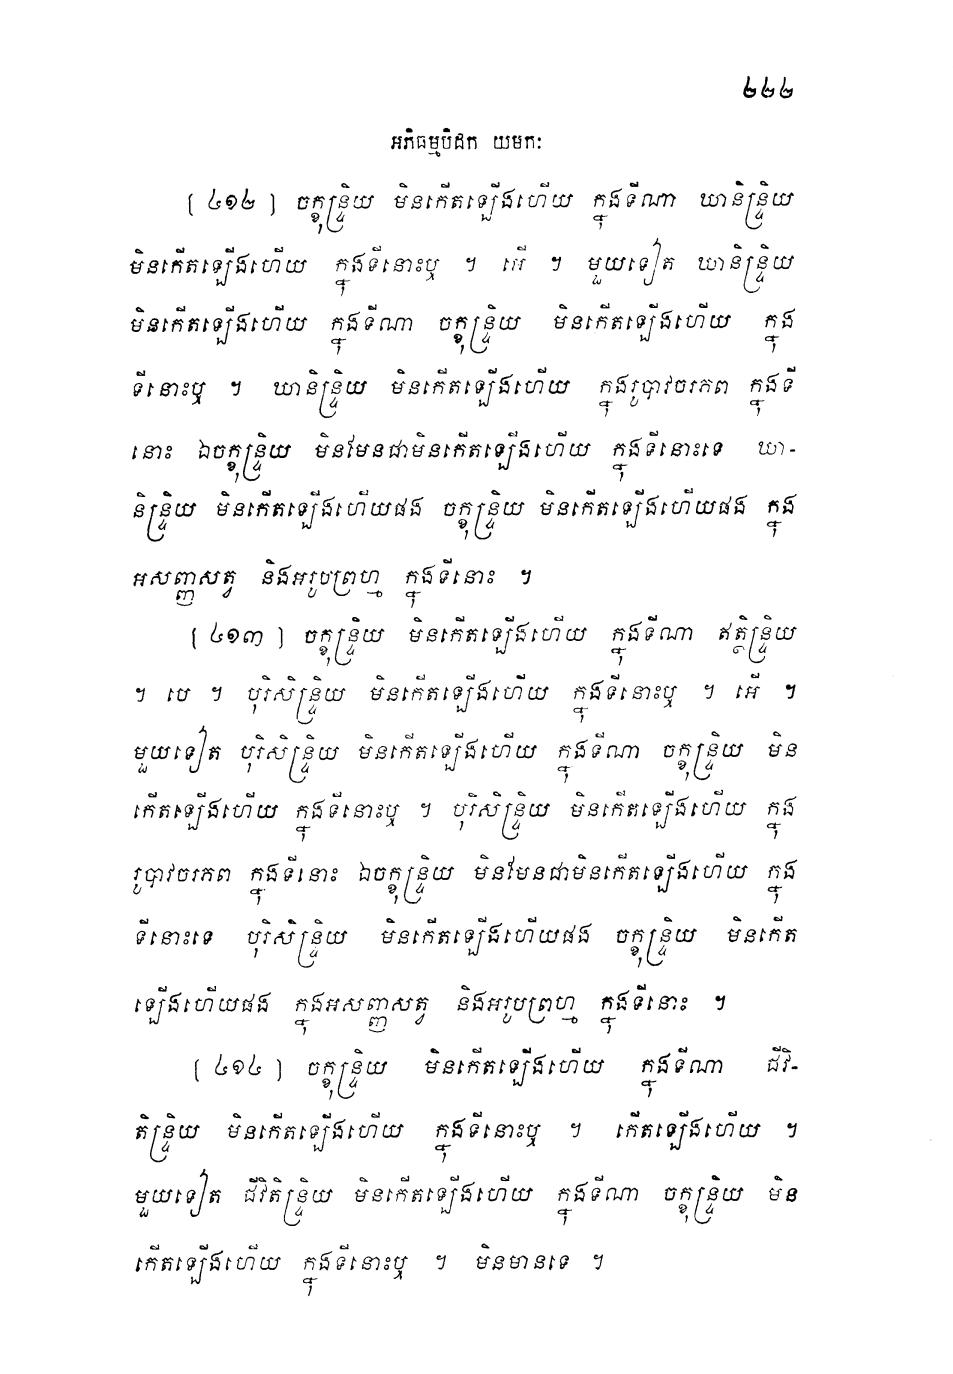 ២២២
អភិធម្មបិដក យមកៈ
[ ៤១២ ] ចក្ខុន្ទ្រិយ មិនកើតឡើងហើយ ក្នុងទីណា ឃានិន្ទ្រិយ
មិនកើតឡើងហើយ ក្នុងទីនោះឬ ។ អើ ។ មួយទៀត ឃានិន្ទ្រិយ
មិនកើតឡើងហើយ ក្នុងទីណា ចក្ខុន្ទ្រិយ មិនកើតឡើងហើយ ក្នុង
ទីនោះឬ ។ ឃានិន្ទ្រិយ មិនកើតឡើងហើយ ក្នុងរូបាវចរភព ក្នុងទី
នោះ ឯចក្ខុន្ទ្រិយ មិនមែនជាមិនកើតឡើងហើយ ក្នុងទីនោះទេ ឃា-
និន្ទ្រិយ មិនកើតឡើងហើយផង ចក្ខុន្ទ្រិយ មិនកើតឡើងហើយផង ក្នុង
អសញ្ញសត្វ និងអរូបព្រហ្ម ក្នុងទីនោះ ។
[ ៤១៣ ] ចក្ខុន្ទ្រិយ មិនកើតឡើងហើយ ក្នុងទីណា ឥត្ថិន្ទ្រិយ
។ បេ ។ បុរិសិន្ទ្រិយ មិនកើតឡើងហើយ ក្នុងទីនោះឬ ។ អើ ។
មួយទៀត បុរិសិន្ទ្រិយ មិនកើតឡើងហើយ ក្នុងទីណា ចក្ខុន្ទ្រិយ មិន
កើតឡើងហើយ ក្នុងទីនោះឬ ។ បុរិសិន្ទ្រិយ មិនកើតឡើងហើយ ក្នុង
រូបាវចរភព ក្នុងទីនោះ ឯចក្ខុន្ទ្រិយ មិនមែនជាមិនកើតឡើងហើយ ក្នុង
ទីនោះទេ បុរិសិន្ទ្រិយ មិនកើតឡើងហើយផង ចក្ខុន្ទ្រិយ មិនកើត
ឡើងហើយផង ក្នុងអសញ្ញសត្វ និងអរូបព្រហ្ម ក្នុងទីនោះ ។
[ ៤១៤ ] ចក្ខុន្ទ្រិយ មិនកើតឡើងហើយ ក្នុងទីណា ជីវិ-
តិន្ទ្រិយ មិនកើតឡើងហើយ ក្នុងទីនោះឬ ។ កើតឡើងហើយ ។
មួយទៀត ជីវិតិន្ទ្រិយ មិនកើតឡើងហើយ ក្នុងទីណា ចក្ខុន្ទ្រិយ មិន
កើតឡើងហើយ ក្នុងទីនោះឬ ។ មិនមានទេ ។